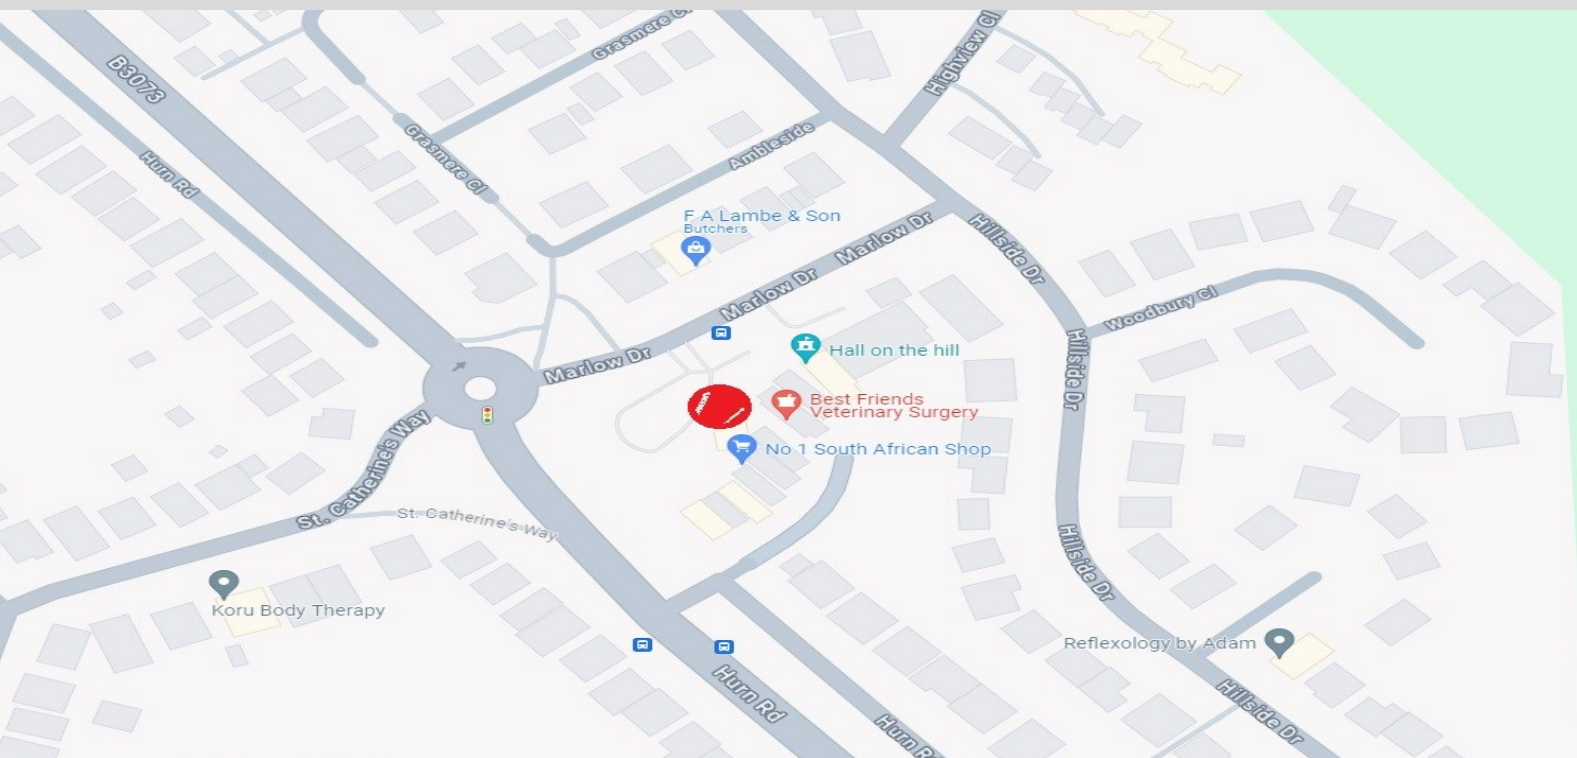 B3073
Grasmere Cl
Highview Cl
Hurn Rd
Grasmere Cl
Ambleside
F A Lambe & Son
Butchers
Marlow Dr
Marlow Dr
Hillside Dr
Woodbury Cl
Marlow Dr
Hall on the hill
Hillside Dr
Best Friends
Veterinary Surgery
No 1 South African Shop
St. Catherine's Way
St. Catherine's Way
Hillside Dr
Koru Body Therapy
Reflexology by Adam
Hurn Rd
Hillside Dr
Hurn R